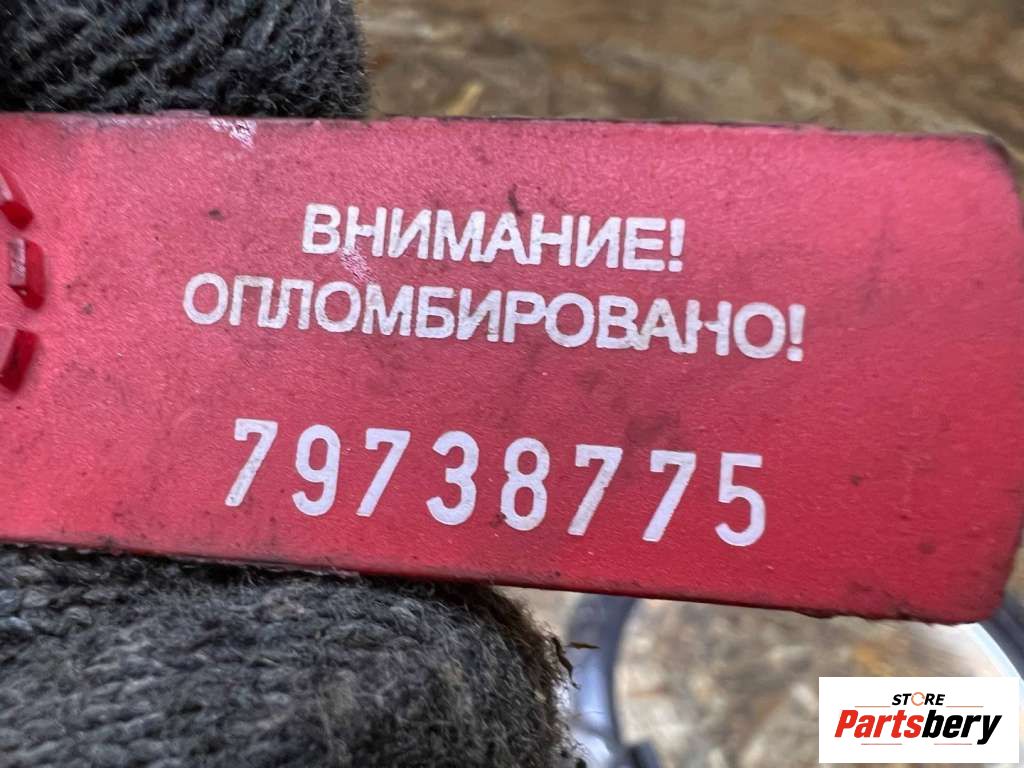 ВНИМАНИЕ!
ОПЛОМБИРОВАНО!
79738775
STORE
Partsbery